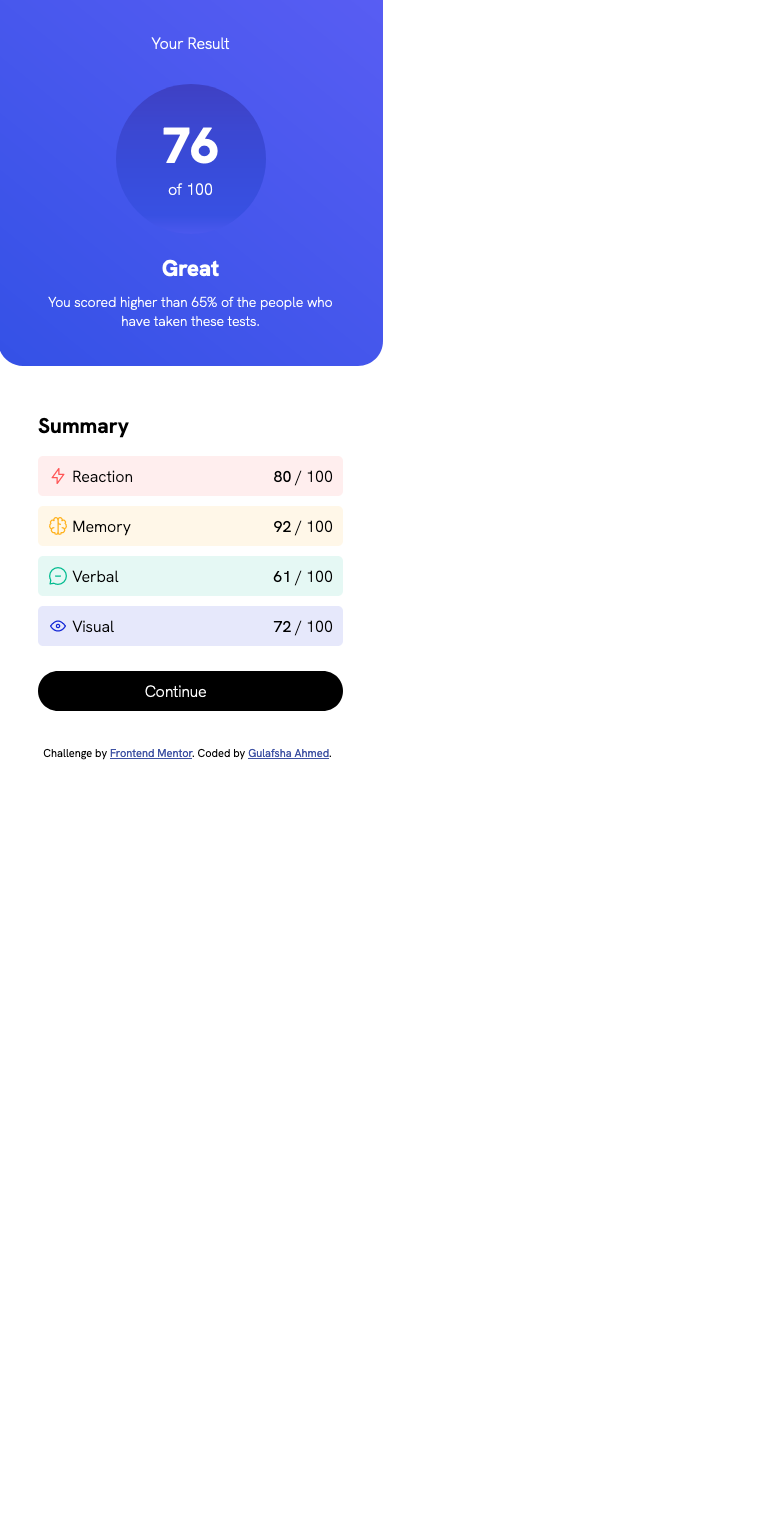 Your Result
76
of 100
Great
You scored higher than 65% of the people who
have taken these tests.
Summary
Reaction 80 / 100
Memory 92 / 100
Verbal 61 / 100
Visual 72 / 100
Continue
Challenge by Frontend Mentor. Coded by Gulafsha Ahmed.